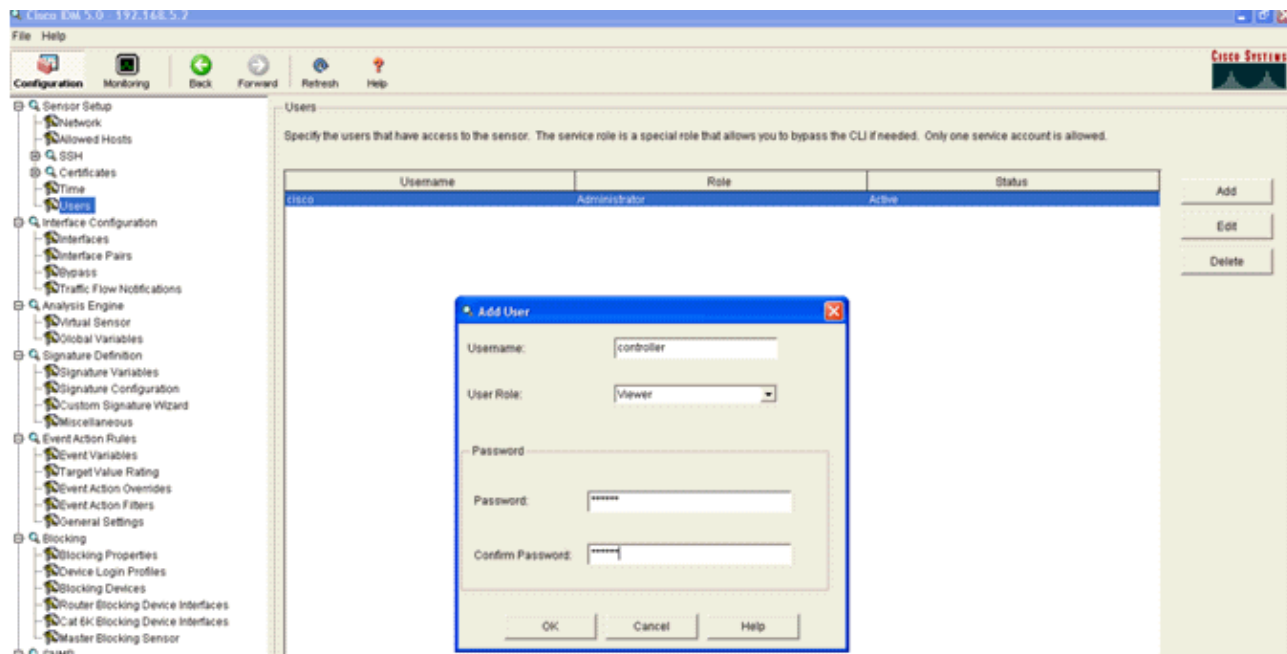 Cisco IDM 5.0 - 192.168.5.2
File Help
Configuration Monitoring Back Forward Refresh Help
CISCO SYSTEMS
Sensor Setup
Network
Allowed Hosts
SSH
Certificates
Time
Users
Interface Configuration
Interfaces
Interface Pairs
Bypass
Traffic Flow Notifications
Analysis Engine
Virtual Sensor
Global Variables
Signature Definition
Signature Variables
Signature Configuration
Custom Signature Wizard
Miscellaneous
Event Action Rules
Event Variables
Target Value Rating
Event Action Overrides
Event Action Filters
General Settings
Blocking
Blocking Properties
Device Login Profiles
Blocking Devices
Router Blocking Device Interfaces
Cat 6K Blocking Device Interfaces
Master Blocking Sensor
SNMP
Users
Specify the users that have access to the sensor. The service role is a special role that allows you to bypass the CLI if needed. Only one service account is allowed.
Username Role Status
cisco Administrator Active
Add
Edit
Delete
Add User
Username: controller
User Role: Viewer
Password
Password: *******
Confirm Password: *******
OK Cancel Help